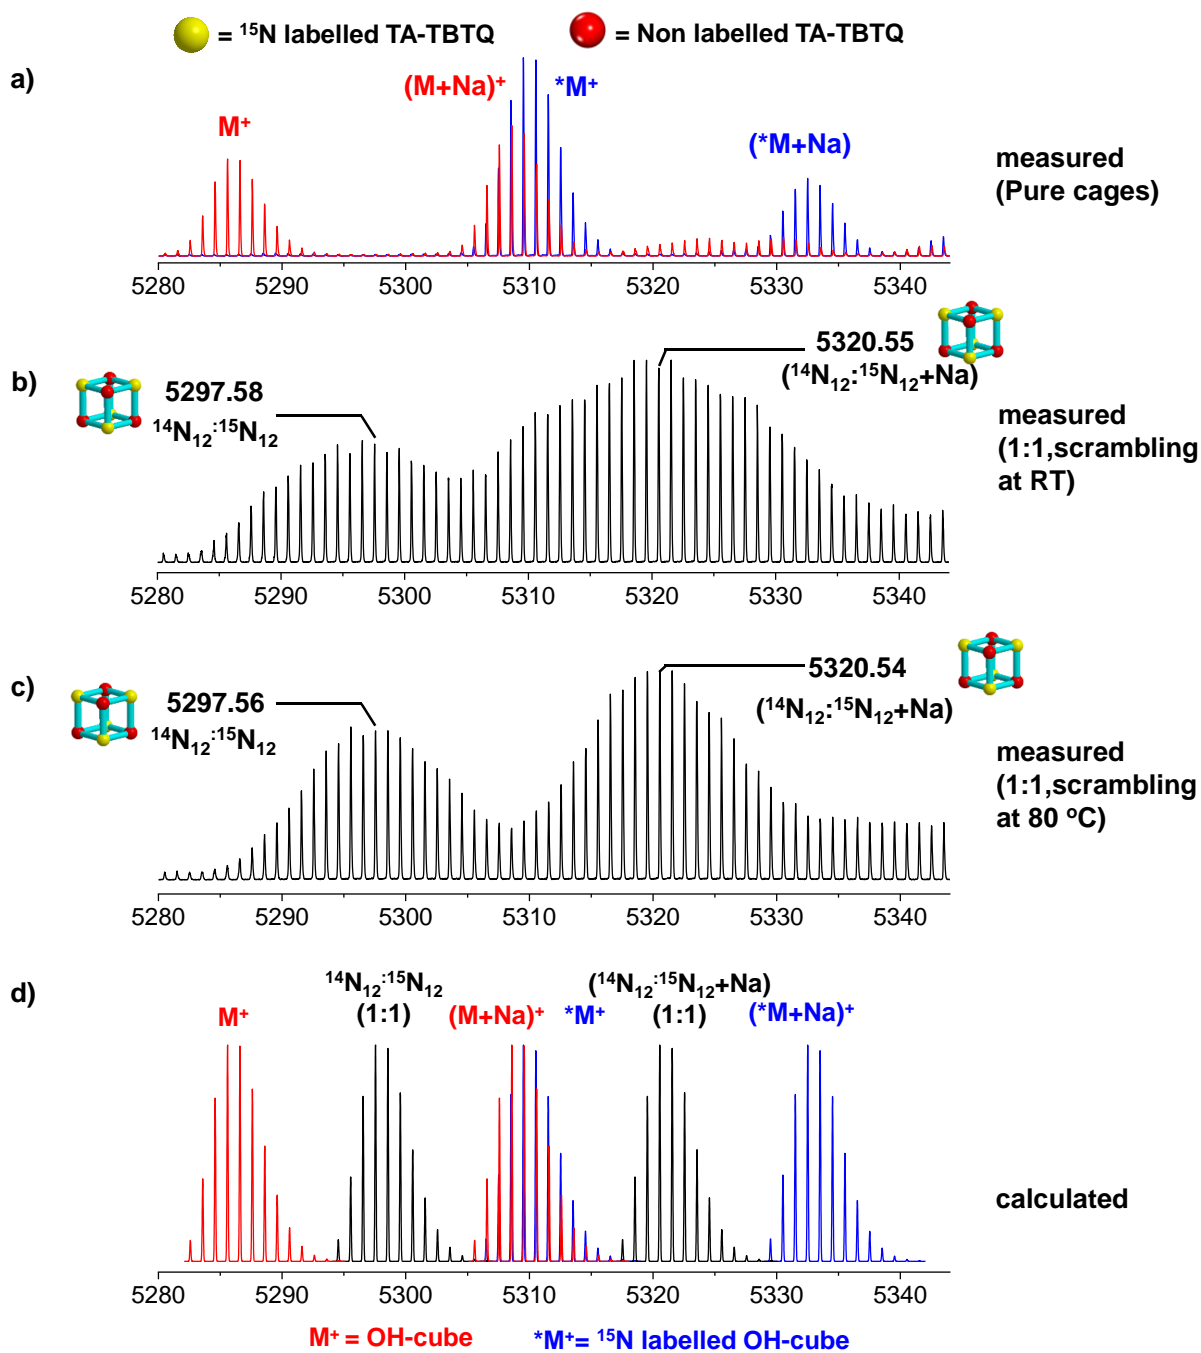 = ¹⁵N labelled TA-TBTQ
= Non labelled TA-TBTQ
a)
M⁺
(M+Na)⁺
*M⁺
(*M+Na)
measured
(Pure cages)
5280 5290 5300 5310 5320 5330 5340
b)
5297.58
¹⁴N₁₂:¹⁵N₁₂
5320.55
(¹⁴N₁₂:¹⁵N₁₂+Na)
measured
(1:1,scrambling
at RT)
5280 5290 5300 5310 5320 5330 5340
c)
5297.56
¹⁴N₁₂:¹⁵N₁₂
5320.54
(¹⁴N₁₂:¹⁵N₁₂+Na)
measured
(1:1,scrambling
at 80 ºC)
5280 5290 5300 5310 5320 5330 5340
d)
M⁺
¹⁴N₁₂:¹⁵N₁₂
(1:1)
(M+Na)⁺
*M⁺
(¹⁴N₁₂:¹⁵N₁₂+Na)
(1:1)
(*M+Na)⁺
calculated
5280 5290 5300 5310 5320 5330 5340
M⁺ = OH-cube
*M⁺= ¹⁵N labelled OH-cube